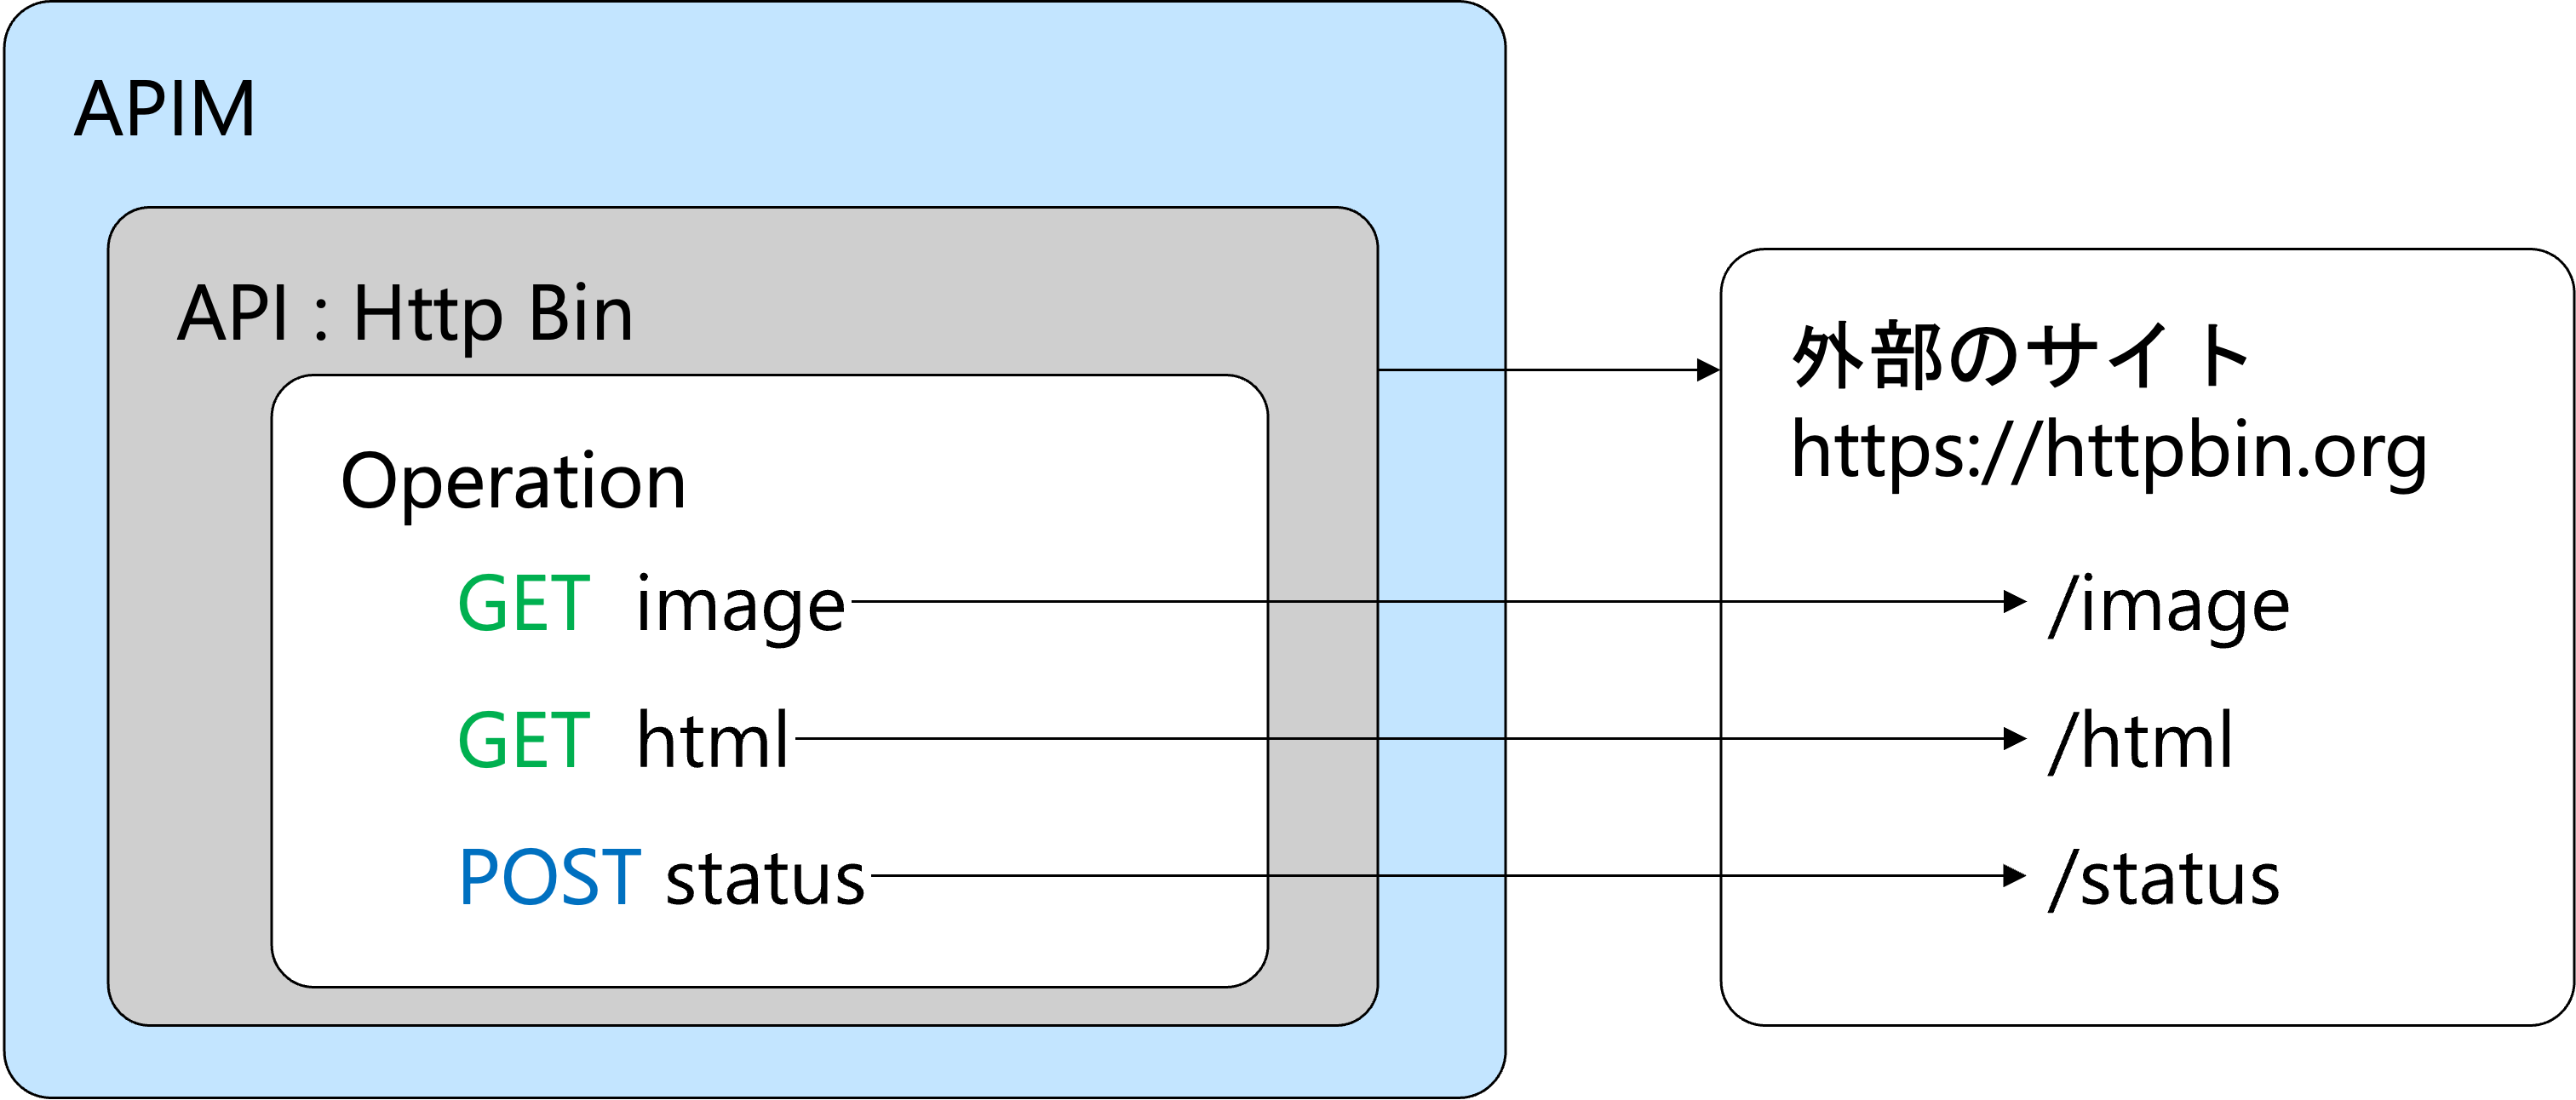 APIM
API : Http Bin
Operation
GET image
GET html
POST status
外部のサイト
https://httpbin.org
/image
/html
/status